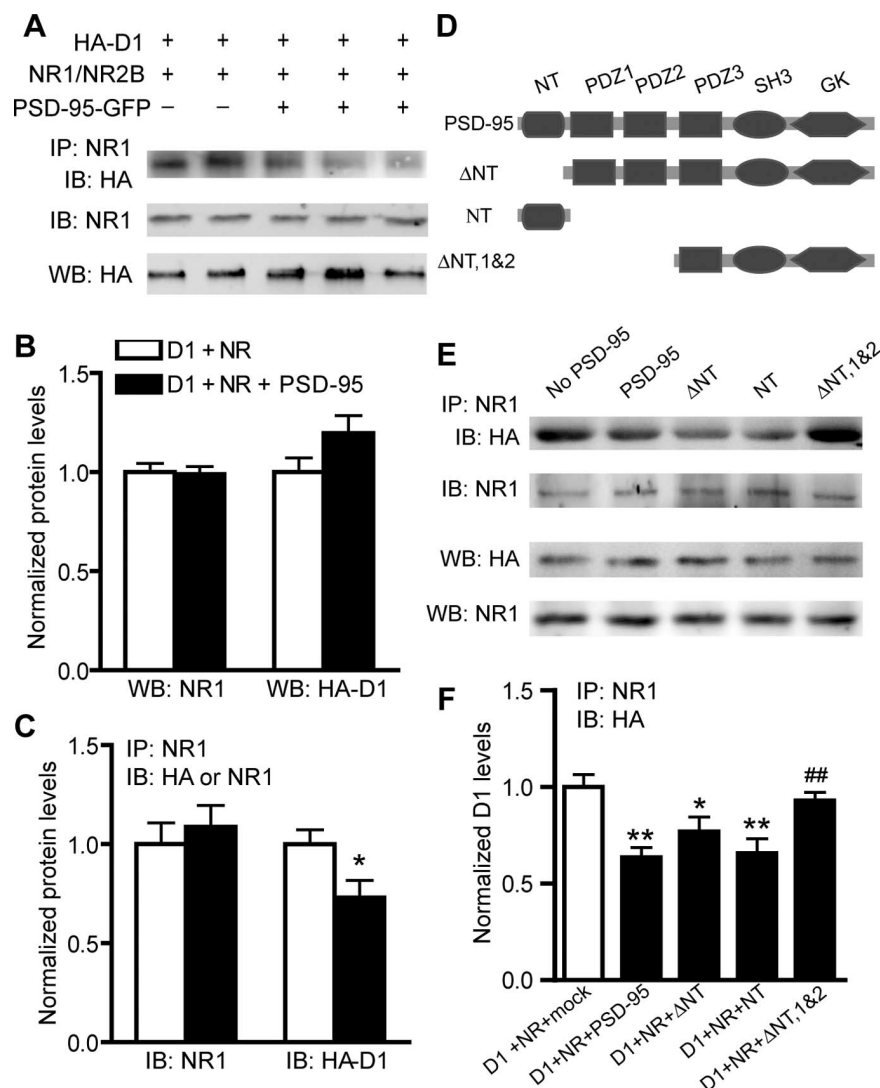 A
HA-D1 + + + + +
NR1/NR2B + + + + +
PSD-95-GFP – – + + +
IP: NR1
IB: HA
IB: NR1
WB: HA
B
D1 + NR
D1 + NR + PSD-95
Normalized protein levels
1.5
1.0
0.5
0.0
WB: NR1 WB: HA-D1
C
IP: NR1
IB: HA or NR1
Normalized protein levels
1.5
1.0
0.5
0.0
*
IB: NR1 IB: HA-D1
D
NT PDZ1 PDZ2 PDZ3 SH3 GK
PSD-95
ΔNT
NT
ΔNT,1&2
E
No PSD-95 PSD-95 ΔNT NT ΔNT,1&2
IP: NR1
IB: HA
IB: NR1
WB: HA
WB: NR1
F
IP: NR1
IB: HA
Normalized D1 levels
1.5
1.0
0.5
0.0
** * ** ##
D1 +NR+mock
D1+NR+PSD-95
D1+NR+ΔNT
D1+NR+NT
D1+NR+ΔNT,1&2